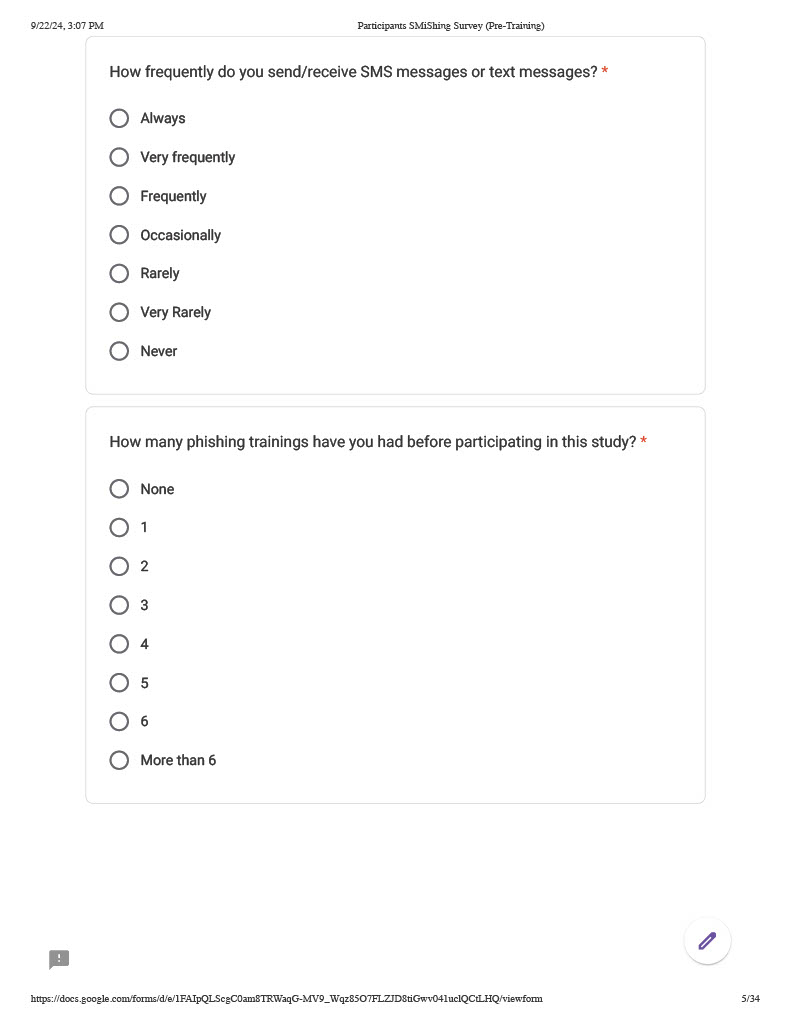 9/22/24, 3:07 PM Participants SMiShing Survey (Pre-Training)
How frequently do you send/receive SMS messages or text messages? *
Always
Very frequently
Frequently
Occasionally
Rarely
Very Rarely
Never
How many phishing trainings have you had before participating in this study? *
None
1
2
3
4
5
6
More than 6
https://docs.google.com/forms/d/e/1FAIpQLScgC0am8TRWaqG-MV9_Wqz85O7FLZJD8tiGwv041uclQCtLHQ/viewform 5/34